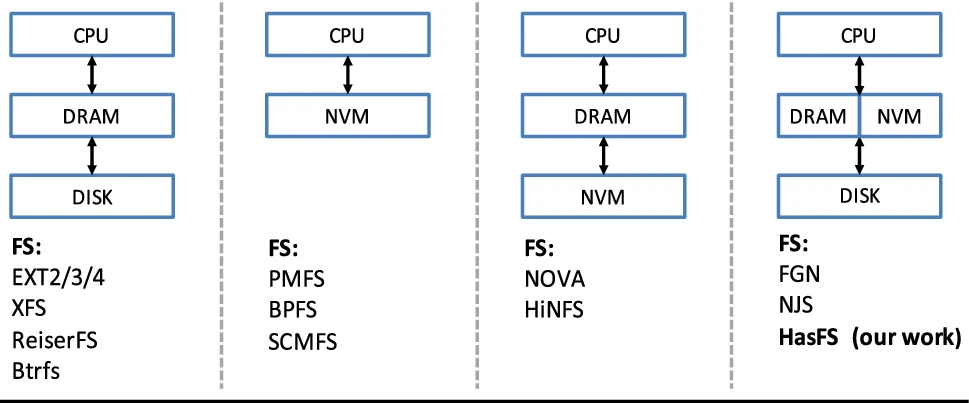 CPU
DRAM
DISK
FS:
EXT2/3/4
XFS
ReiserFS
Btrfs
CPU
NVM
FS:
PMFS
BPFS
SCMFS
CPU
DRAM
NVM
FS:
NOVA
HiNFS
CPU
DRAM NVM
DISK
FS:
FGN
NJS
HasFS (our work)